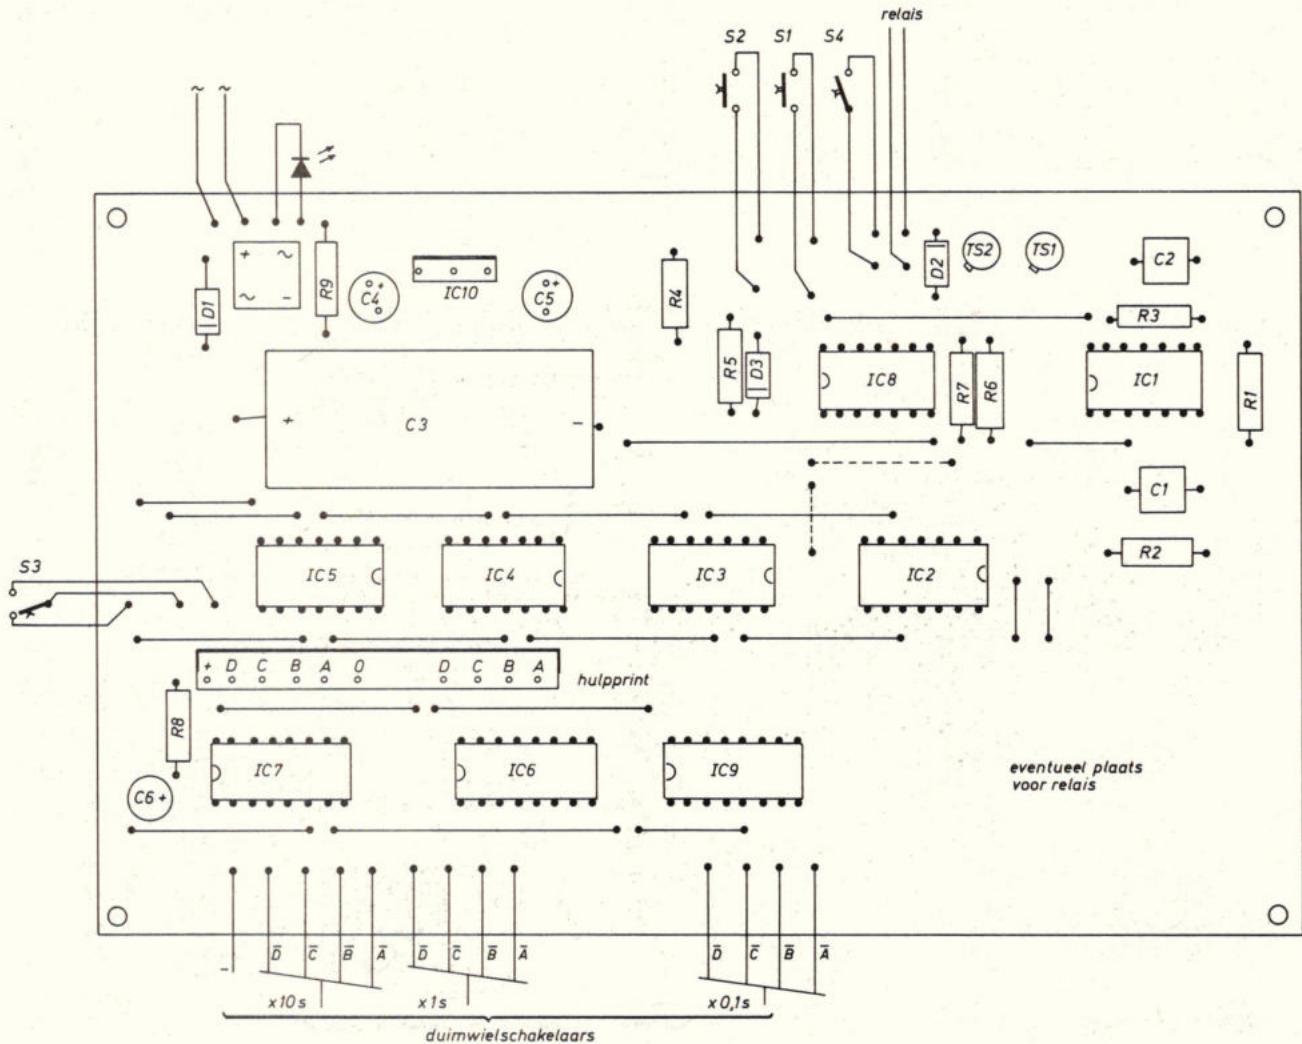 relais
S2 S1 S4
~ ~
+ ~
~ -
D1
R9
C4 +
IC10
C5 +
R4
D2
TS2
TS1
C2
R3
R5
D3
IC8
R7
R6
IC1
R1
+ C3 -
C1
R2
S3
IC5
IC4
IC3
IC2
+ D C B A O D C B A
hulpprint
R8
IC7
IC6
IC9
C6 +
eventueel plaats
voor relais
- D̅ C̅ B̅ A̅ D̅ C̅ B̅ A̅ D̅ C̅ B̅ A̅
x10s x1s x0,1s
duimwielschakelaars